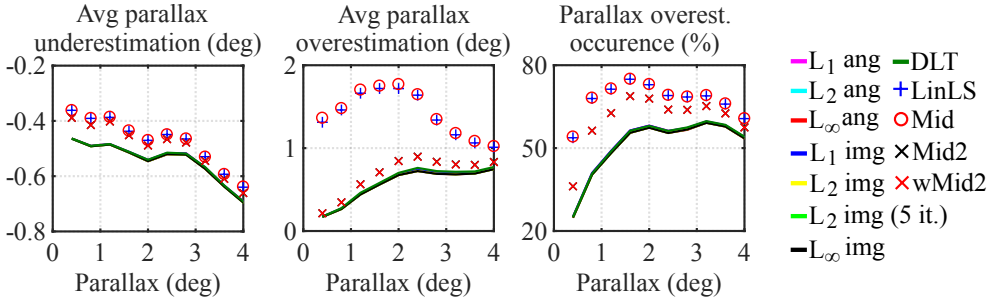 Avg parallax
underestimation (deg)
-0.2
-0.4
-0.6
-0.8
0 1 2 3 4
Parallax (deg)
Avg parallax
overestimation (deg)
2
1
0
0 1 2 3 4
Parallax (deg)
Parallax overest.
occurence (%)
80
50
20
1 2 3 4
Parallax (deg)
L1 ang
L2 ang
L∞ ang
L1 img
L2 img
L2 img (5 it.)
L∞ img
DLT
LinLS
Mid
Mid2
wMid2